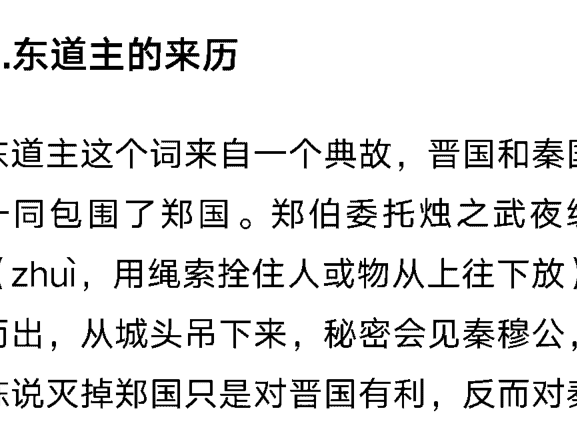 .东道主的来历
东道主这个词来自一个典故，晋国和秦国
一同包围了郑国。郑伯委托烛之武夜缒
（zhuì，用绳索拴住人或物从上往下放）
而出，从城头吊下来，秘密会见秦穆公，
陈说灭掉郑国只是对晋国有利，反而对秦